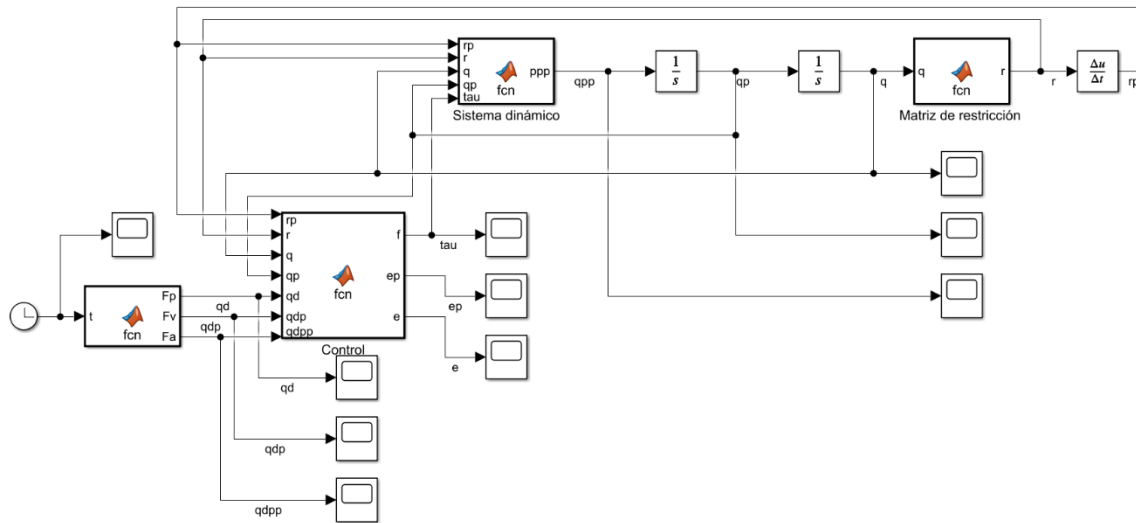 rp
r
q
qp
tau
fcn
ppp
Sistema dinámico
qpp
1
s
qp
1
s
q
q
fcn
r
Matriz de restricción
r
Δu
Δt
rp
rp
r
q
qp
qd
qdp
qdpp
fcn
f
ep
e
Control
tau
ep
e
t
fcn
Fp
Fv
Fa
qd
qdp
qd
qdp
qdpp